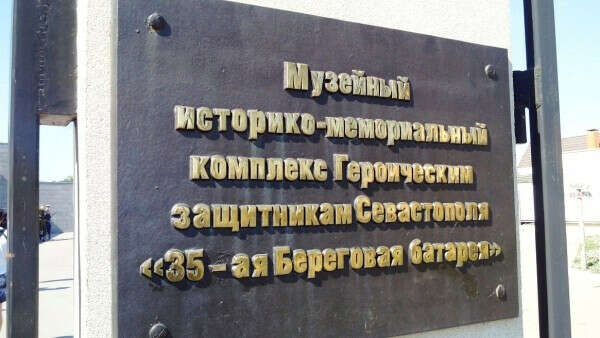 Музейный
историко-мемориальный
комплекс Героическим
защитникам Севастополя
«35 – ая Береговая батарея»